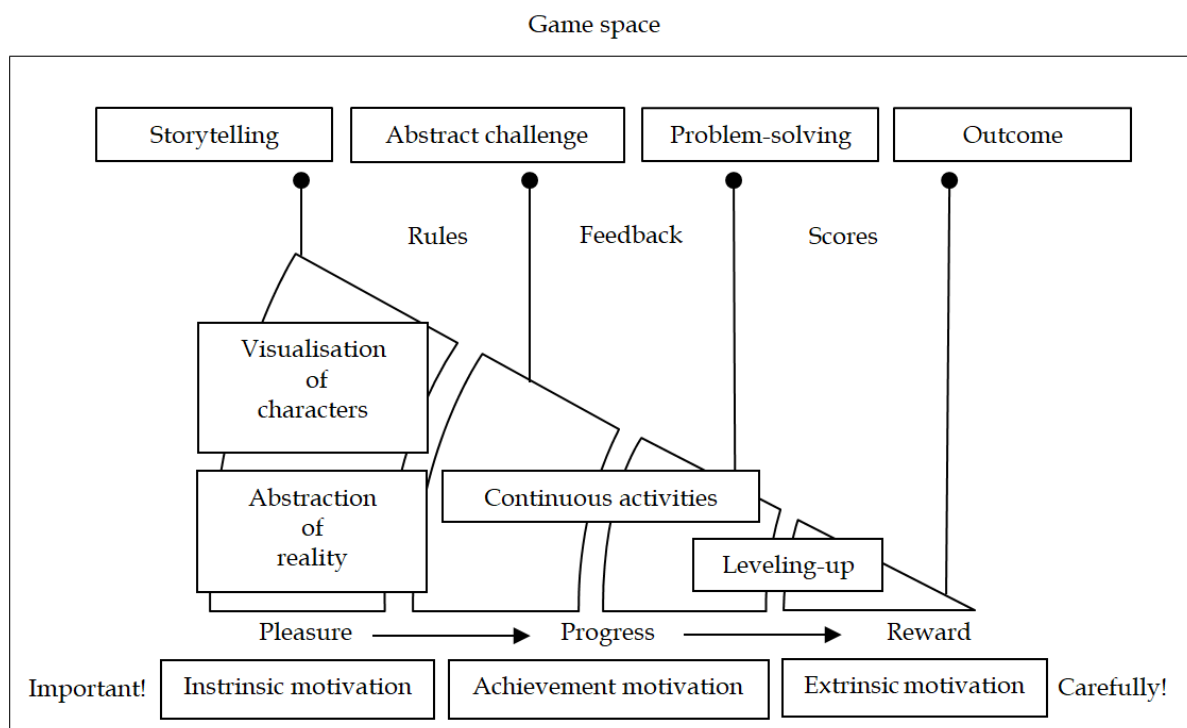 Game space
Storytelling
Abstract challenge
Problem-solving
Outcome
Rules
Feedback
Scores
Visualisation
of
characters
Abstraction
of
reality
Continuous activities
Leveling-up
Pleasure
Progress
Reward
Important!
Instrinsic motivation
Achievement motivation
Extrinsic motivation
Carefully!